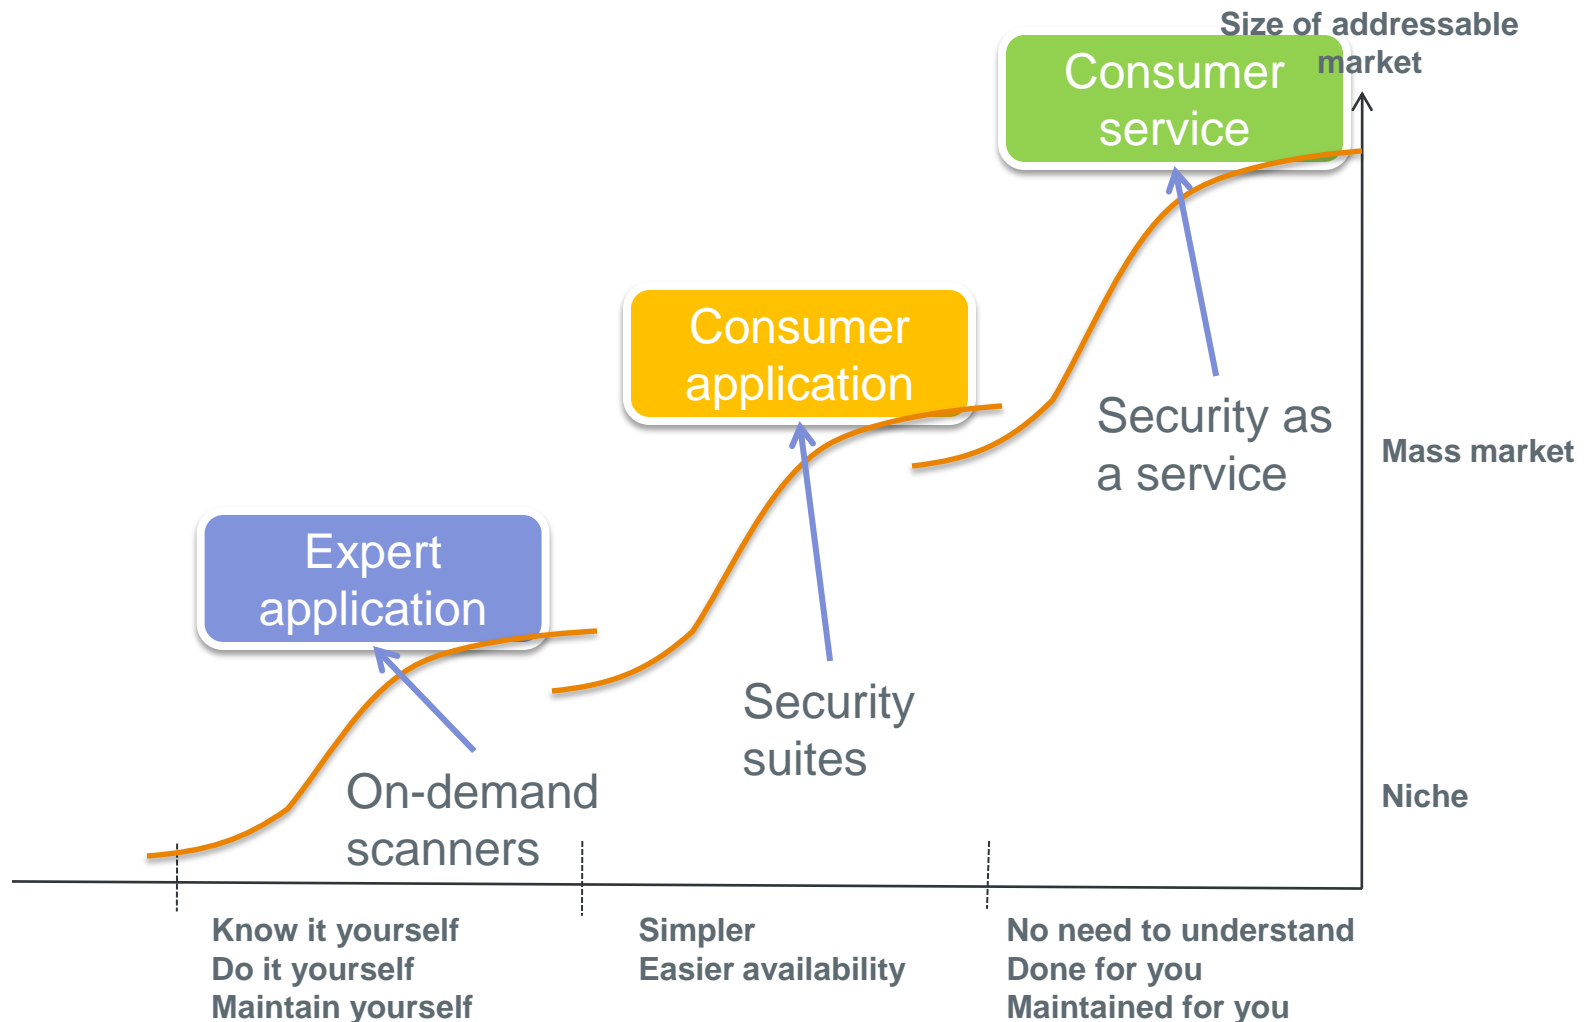 Size of addressable
market
Consumer
service
Consumer
application
Security as
a service
Mass market
Expert
application
Security
suites
On-demand
scanners
Niche
Know it yourself
Do it yourself
Maintain yourself
Simpler
Easier availability
No need to understand
Done for you
Maintained for you